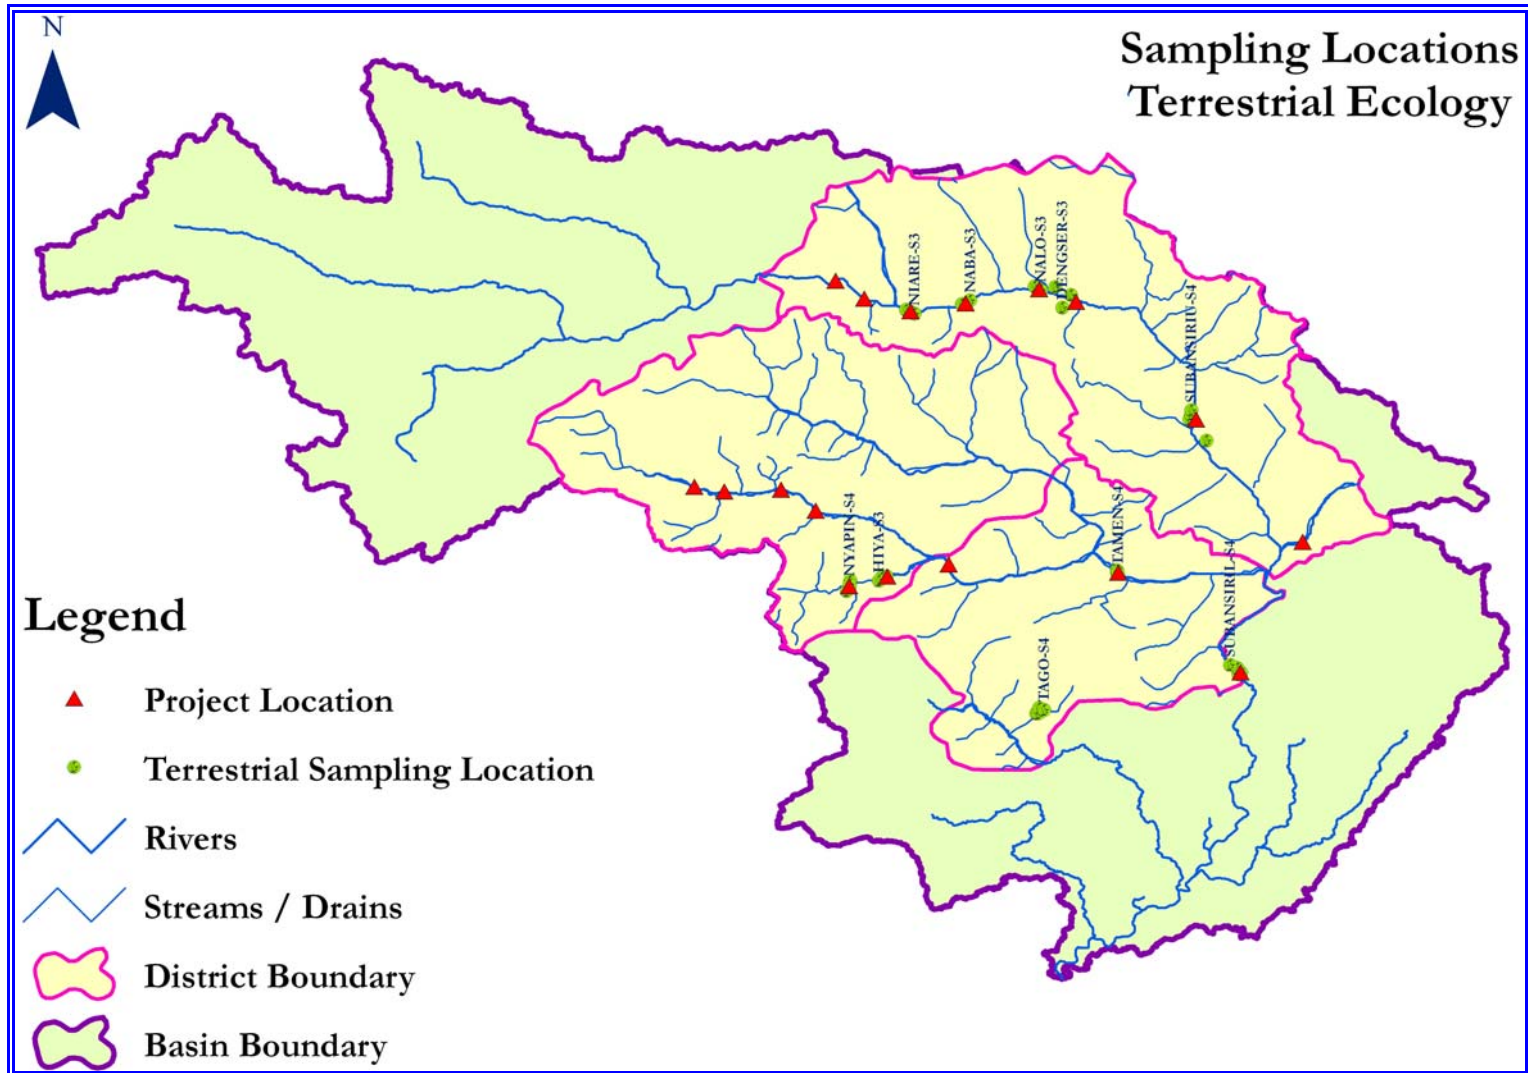 N
Sampling Locations
Terrestrial Ecology
NIARE-S3
NABA-S3
NALO-S3
DENGSER-S3
SUBANSIRIU-S4
NYAPIN-S4
HIYA-S3
TAMEN-S4
SUBANSIRIL-S4
TAGO-S4
Legend
Project Location
Terrestrial Sampling Location
Rivers
Streams / Drains
District Boundary
Basin Boundary